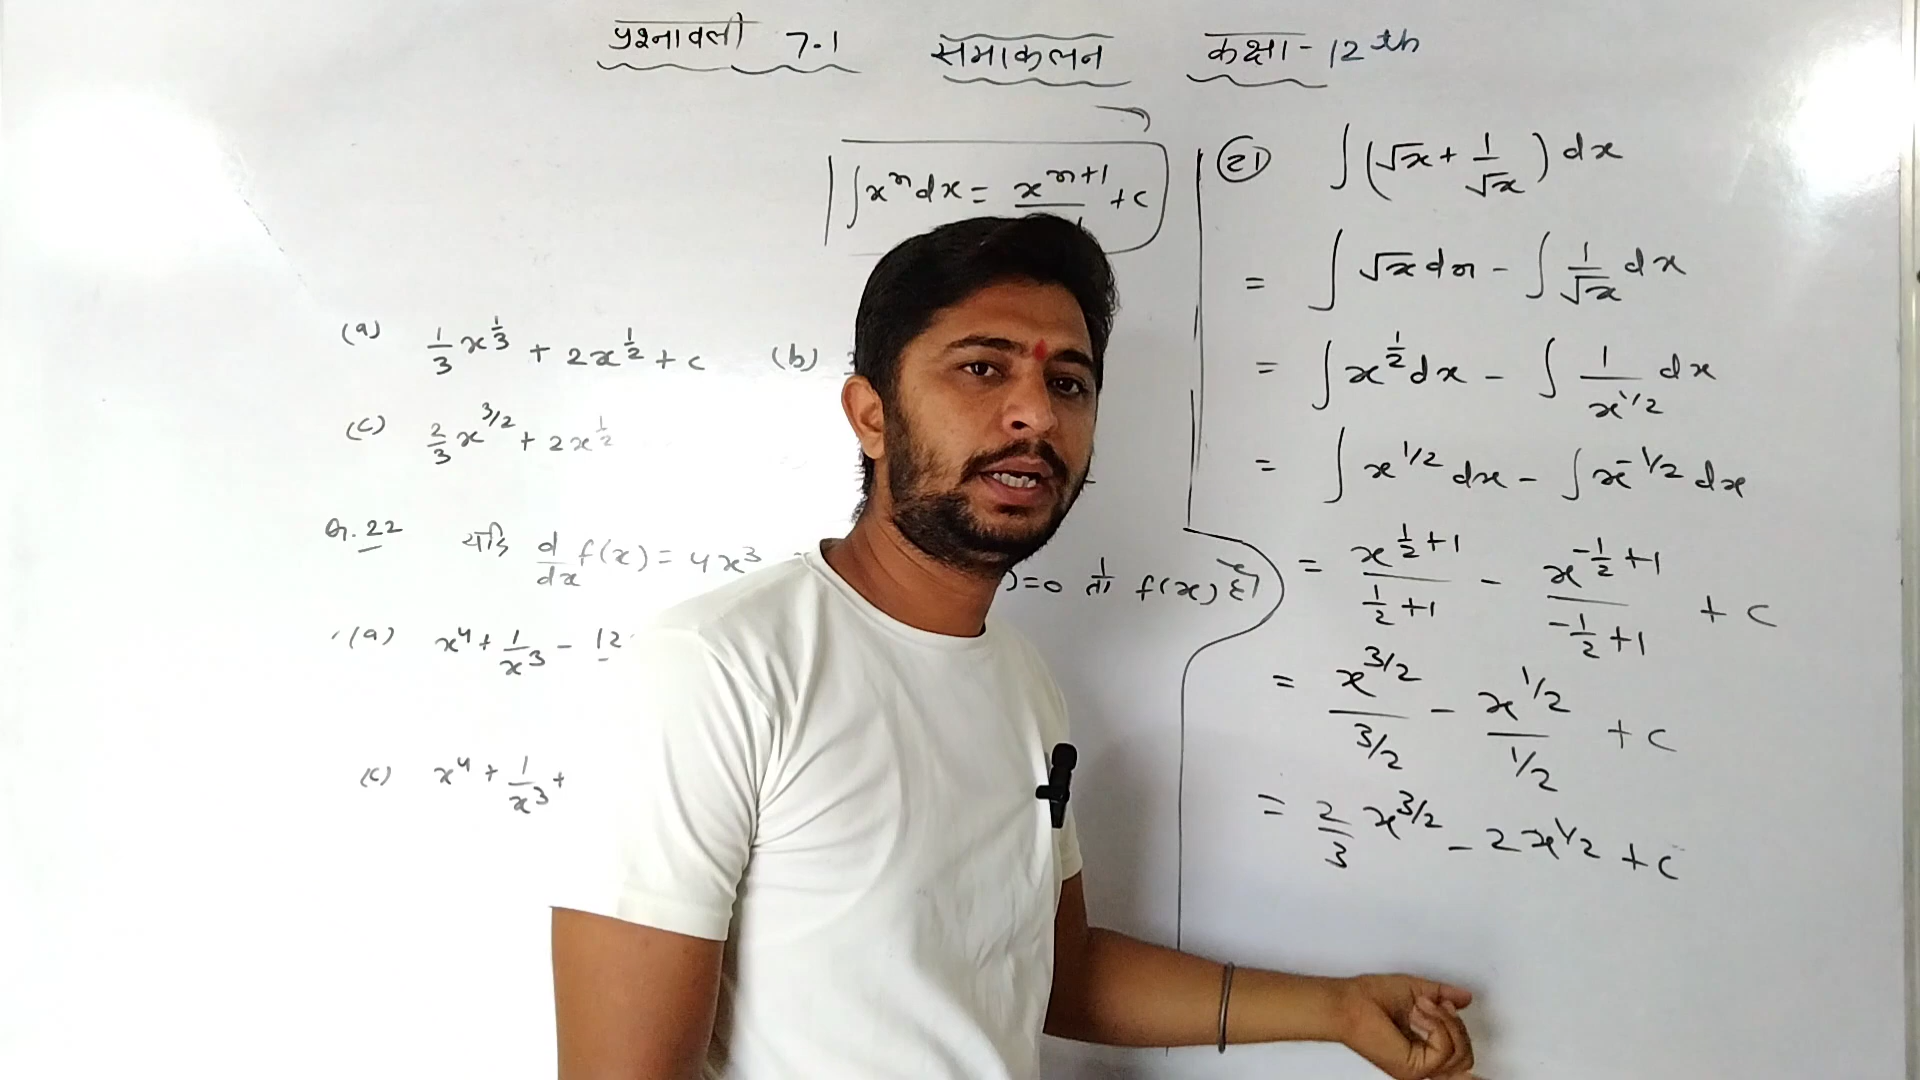 प्रश्नावली 7.1 समाकलन कक्षा - 12th
∫xⁿdx = xⁿ⁺¹ +c
(a) 1/3 x^1/3 + 2x^1/2 + c (b)
(c) 2/3 x^3/2 + 2x^1/2
22 यदि d/dx f(x) = 4x³ )=0 तो f(x) है
(a) x⁴ + 1/x³ - 12
(c) x⁴ + 1/x³ +
(21) ∫(√x + 1/√x) dx
= ∫√x dx - ∫1/√x dx
= ∫x^1/2 dx - ∫ 1/x^1/2 dx
= ∫ x^1/2 dx - ∫x^-1/2 dx
= x^(1/2+1)/(1/2+1) - x^(-1/2+1)/(-1/2+1) + c
= x^3/2/(3/2) - x^1/2/(1/2) + c
= 2/3 x^3/2 - 2x^1/2 + c